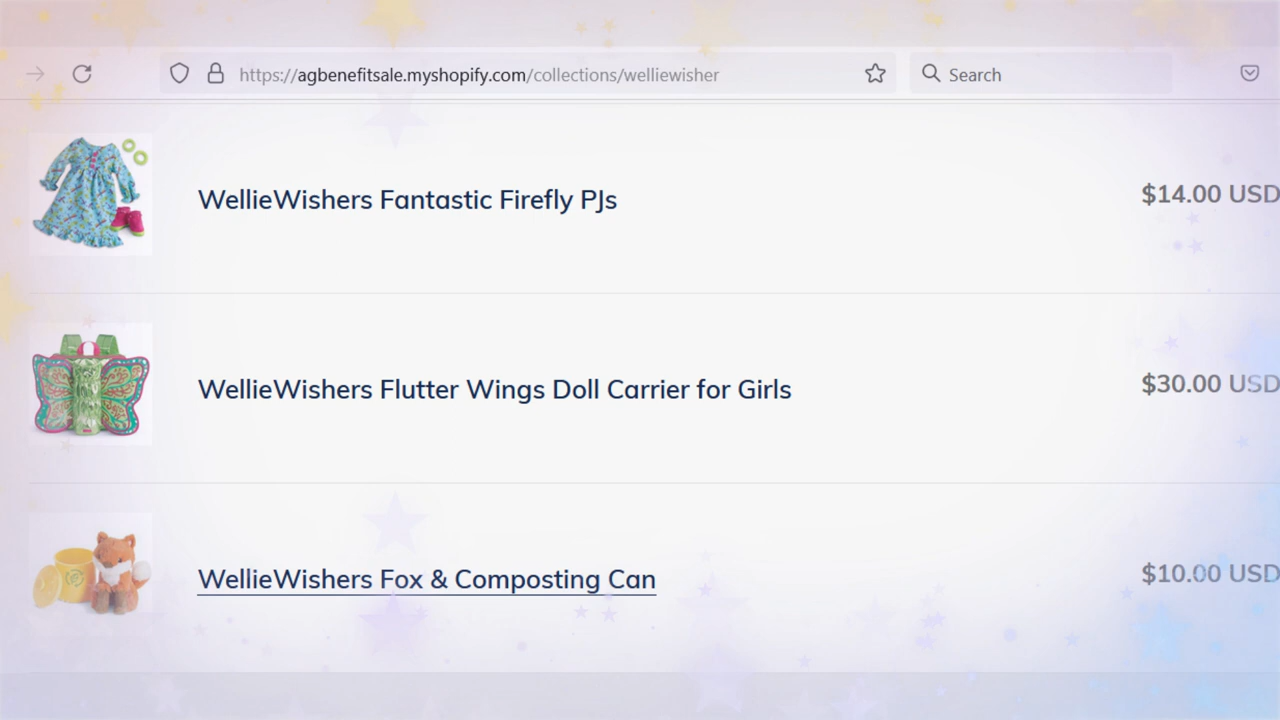 https://agbenefitsale.myshopify.com/collections/welliewisher
Search
WellieWishers Fantastic Firefly PJs
$14.00 USD
WellieWishers Flutter Wings Doll Carrier for Girls
$30.00 USD
WellieWishers Fox & Composting Can
$10.00 USD